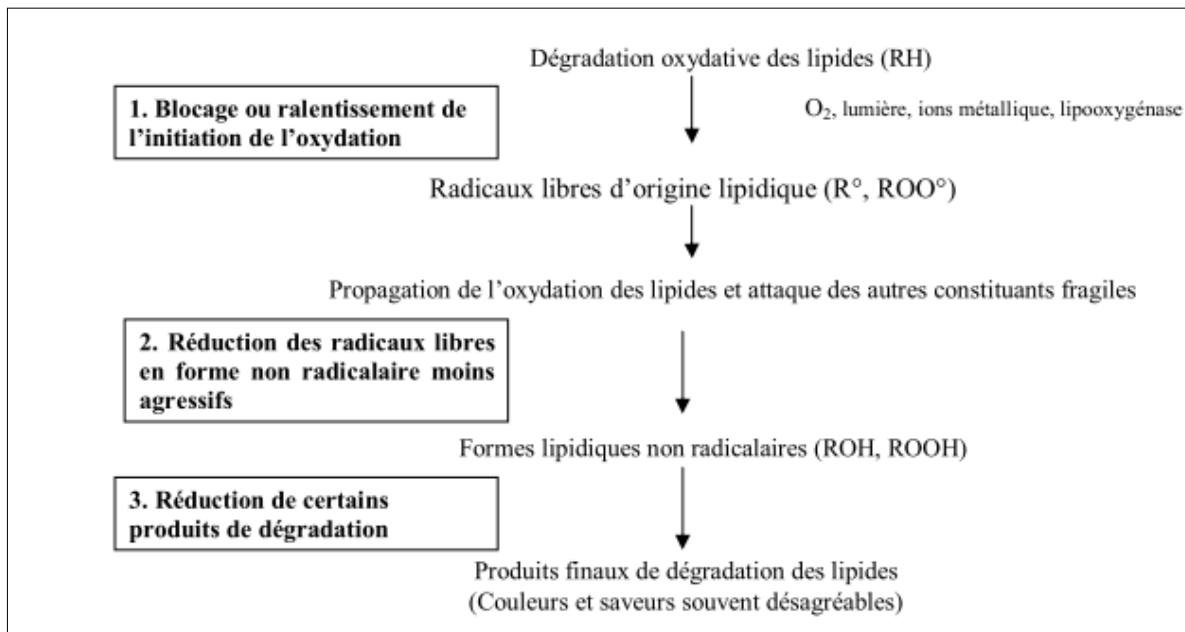 Dégradation oxydative des lipides (RH)
1. Blocage ou ralentissement de
l'initiation de l'oxydation
O₂, lumière, ions métallique, lipooxygénase
Radicaux libres d'origine lipidique (R°, ROO°)
Propagation de l'oxydation des lipides et attaque des autres constituants fragiles
2. Réduction des radicaux libres
en forme non radicalaire moins
agressifs
Formes lipidiques non radicalaires (ROH, ROOH)
3. Réduction de certains
produits de dégradation
Produits finaux de dégradation des lipides
(Couleurs et saveurs souvent désagréables)